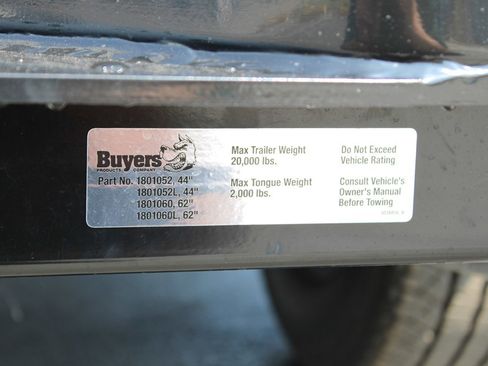 Buyers
PRODUCTS COMPANY
Part No. 1801052, 44"
1801052L, 44"
1801060, 62"
1801060L, 62"
Max Trailer Weight
20,000 lbs.
Max Tongue Weight
2,000 lbs.
Do Not Exceed
Vehicle Rating
Consult Vehicle's
Owner's Manual
Before Towing